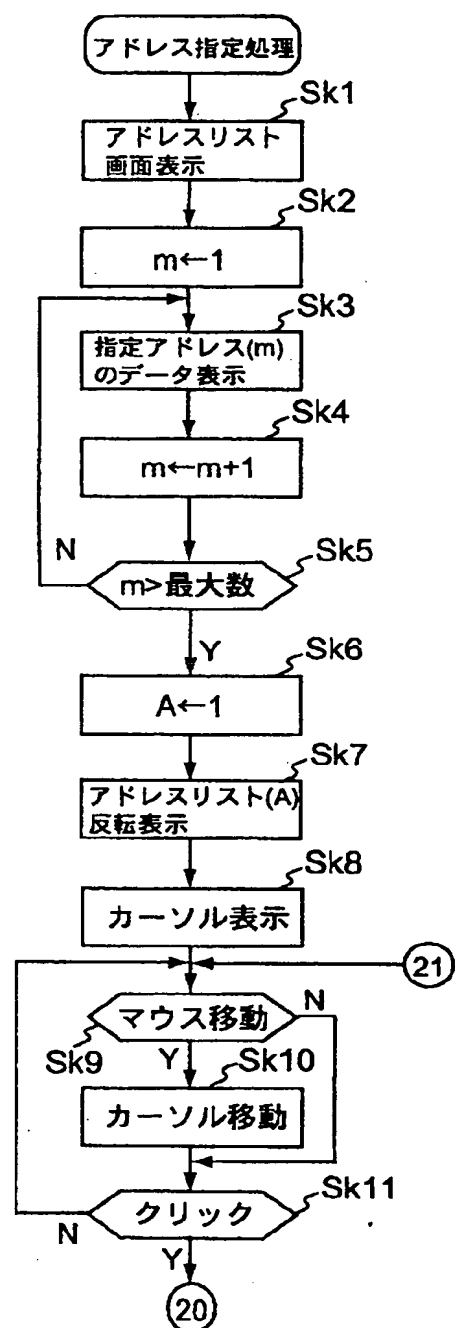 アドレス指定処理
Sk1
アドレスリスト
画面表示
Sk2
m←1
Sk3
指定アドレス(m)
のデータ表示
Sk4
m←m+1
N
Sk5
m>最大数
Y
Sk6
A←1
Sk7
アドレスリスト(A)
反転表示
Sk8
カーソル表示
21
マウス移動
N
Sk9
Y
Sk10
カーソル移動
Sk11
クリック
N
Y
20